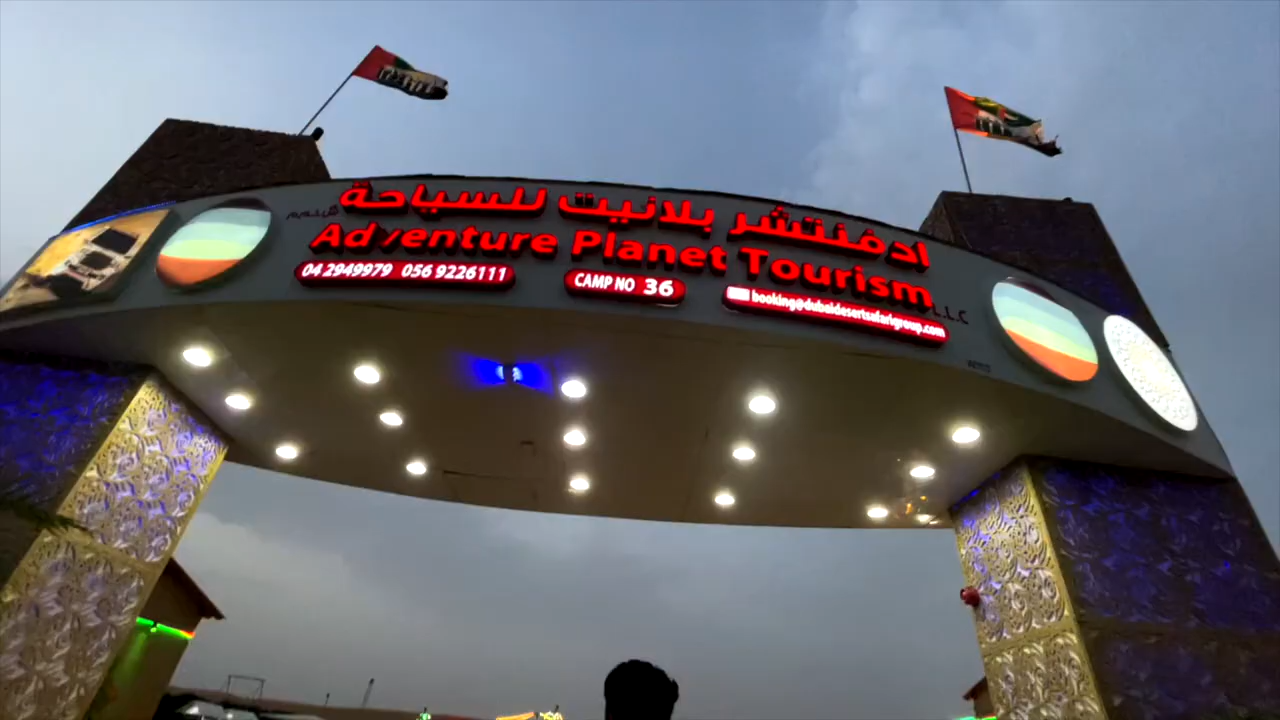 ادفنتشر بلانيت للسياحة ش.ذ.م.م
Adventure Planet Tourism L.L.C
04 2949979 056 9226111
CAMP NO 36
booking@dubaidesertsafarigroup.com